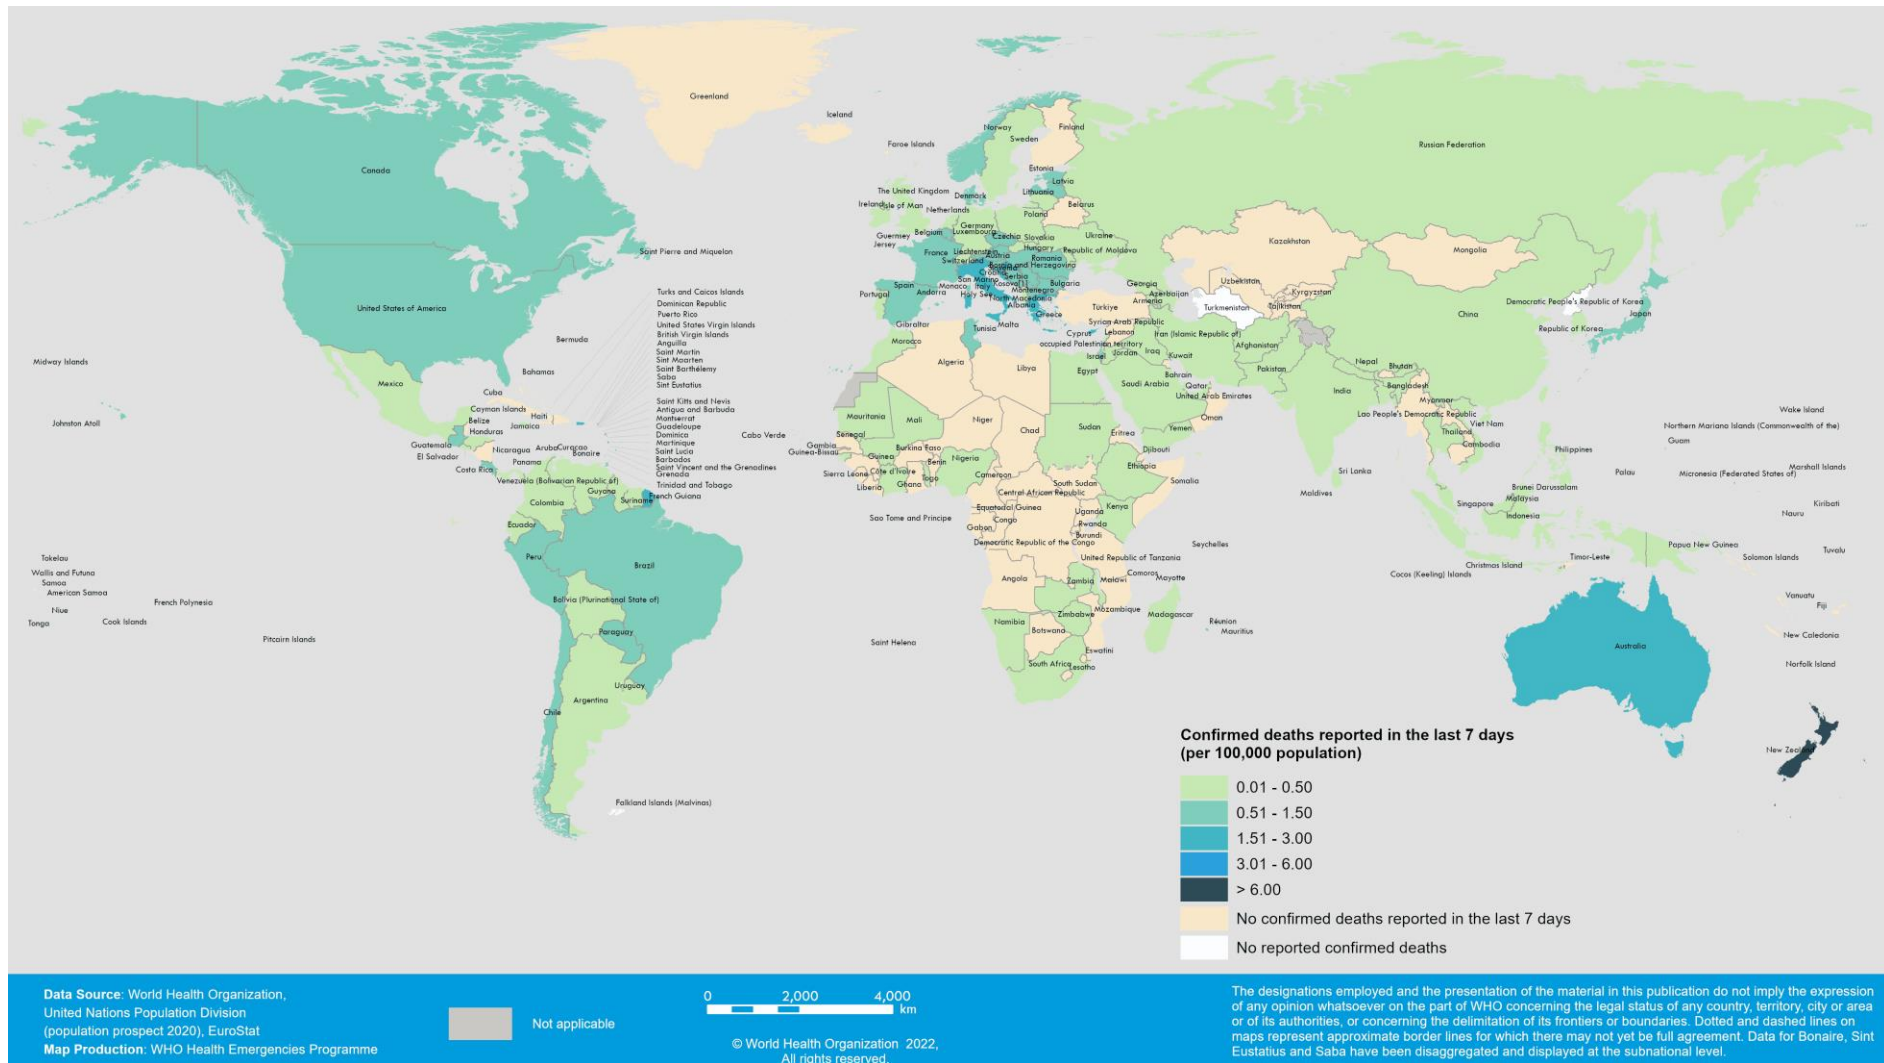 Greenland
Iceland
Faroe Islands
Norway
Finland
Sweden
Russian Federation
Canada
Estonia
Latvia
The United Kingdom
Denmark
Lithuania
Ireland
Isle of Man
Netherlands
Belarus
Poland
Germany
Guernsey
Belgium
Luxembourg
Czechia
Slovakia
Ukraine
Jersey
Hungary
Republic of Moldova
France
Liechtenstein
Austria
Switzerland
Romania
Bosnia and Herzegovina
Croatia
Serbia
San Marino
Monaco
Italy
Kosovo[1]
Bulgaria
Spain
Andorra
Montenegro
Holy See
North Macedonia
Portugal
Albania
Greece
Gibraltar
Tunisia
Malta
Kazakhstan
Mongolia
Uzbekistan
Kyrgyzstan
Georgia
Azerbaijan
Armenia
Türkiye
Turkmenistan
Tajikistan
Democratic People's Republic of Korea
China
Japan
Republic of Korea
Syrian Arab Republic
Cyprus
Lebanon
Iran (Islamic Republic of)
occupied Palestinian territory
Israel
Jordan
Iraq
Kuwait
Afghanistan
Morocco
Algeria
Libya
Egypt
Bahrain
Pakistan
Nepal
Bhutan
Saudi Arabia
Qatar
United Arab Emirates
India
Bangladesh
Myanmar
Lao People's Democratic Republic
Oman
Viet Nam
Thailand
Cambodia
Yemen
Saint Pierre and Miquelon
United States of America
Turks and Caicos Islands
Dominican Republic
Puerto Rico
United States Virgin Islands
British Virgin Islands
Anguilla
Saint Martin
Sint Maarten
Saint Barthélemy
Saba
Sint Eustatius
Bermuda
Midway Islands
Bahamas
Mexico
Cuba
Cayman Islands
Haiti
Belize
Jamaica
Honduras
Johnston Atoll
Guatemala
El Salvador
Nicaragua
Aruba
Curaçao
Bonaire
Costa Rica
Panama
Saint Kitts and Nevis
Antigua and Barbuda
Montserrat
Guadeloupe
Dominica
Martinique
Saint Lucia
Barbados
Saint Vincent and the Grenadines
Grenada
Trinidad and Tobago
Venezuela (Bolivarian Republic of)
Guyana
Suriname
French Guiana
Colombia
Ecuador
Peru
Brazil
Bolivia (Plurinational State of)
Paraguay
Uruguay
Argentina
Chile
Falkland Islands (Malvinas)
Cabo Verde
Mauritania
Mali
Niger
Chad
Sudan
Eritrea
Senegal
Gambia
Guinea-Bissau
Burkina Faso
Djibouti
Guinea
Benin
Nigeria
Ethiopia
Sierra Leone
Côte d'Ivoire
Ghana
Togo
Cameroon
South Sudan
Somalia
Liberia
Central African Republic
Sao Tome and Principe
Equatorial Guinea
Congo
Gabon
Uganda
Kenya
Rwanda
Burundi
Democratic Republic of the Congo
United Republic of Tanzania
Seychelles
Angola
Zambia
Malawi
Comoros
Mayotte
Mozambique
Zimbabwe
Madagascar
Namibia
Botswana
Réunion
Mauritius
Saint Helena
Eswatini
South Africa
Lesotho
Sri Lanka
Maldives
Philippines
Palau
Wake Island
Northern Mariana Islands (Commonwealth of the)
Guam
Marshall Islands
Micronesia (Federated States of)
Brunei Darussalam
Malaysia
Singapore
Indonesia
Kiribati
Nauru
Papua New Guinea
Solomon Islands
Tuvalu
Timor-Leste
Christmas Island
Cocos (Keeling) Islands
Vanuatu
Fiji
Australia
New Caledonia
Norfolk Island
New Zealand
Tokelau
Wallis and Futuna
Samoa
American Samoa
Niue
Tonga
Cook Islands
French Polynesia
Pitcairn Islands
Confirmed deaths reported in the last 7 days
(per 100,000 population)
0.01 - 0.50
0.51 - 1.50
1.51 - 3.00
3.01 - 6.00
> 6.00
No confirmed deaths reported in the last 7 days
No reported confirmed deaths
Data Source: World Health Organization,
United Nations Population Division
(population prospect 2020), EuroStat
Map Production: WHO Health Emergencies Programme
Not applicable
0 2,000 4,000
km
© World Health Organization 2022,
All rights reserved.
The designations employed and the presentation of the material in this publication do not imply the expression
of any opinion whatsoever on the part of WHO concerning the legal status of any country, territory, city or area
or of its authorities, or concerning the delimitation of its frontiers or boundaries. Dotted and dashed lines on
maps represent approximate border lines for which there may not yet be full agreement. Data for Bonaire, Sint
Eustatius and Saba have been disaggregated and displayed at the subnational level.